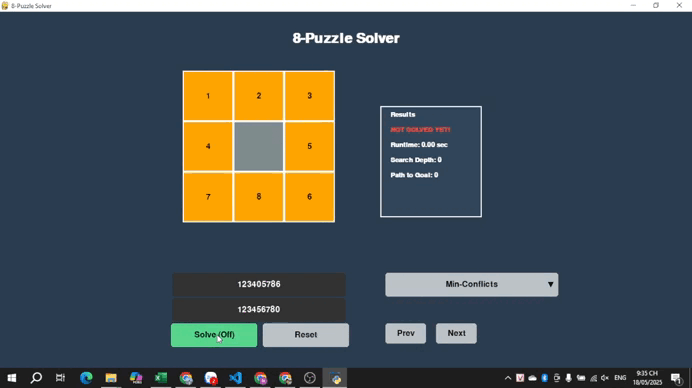 8-Puzzle Solver
8-Puzzle Solver
1 2 3
4 5
7 8 6
Results
NOT SOLVED YET!
Runtime: 0.00 sec
Search Depth: 0
Path to Goal: 0
123405786
123456780
Min-Conflicts
Solve (Off)
Reset
Prev
Next
ENG
9:35 CH
18/05/2025